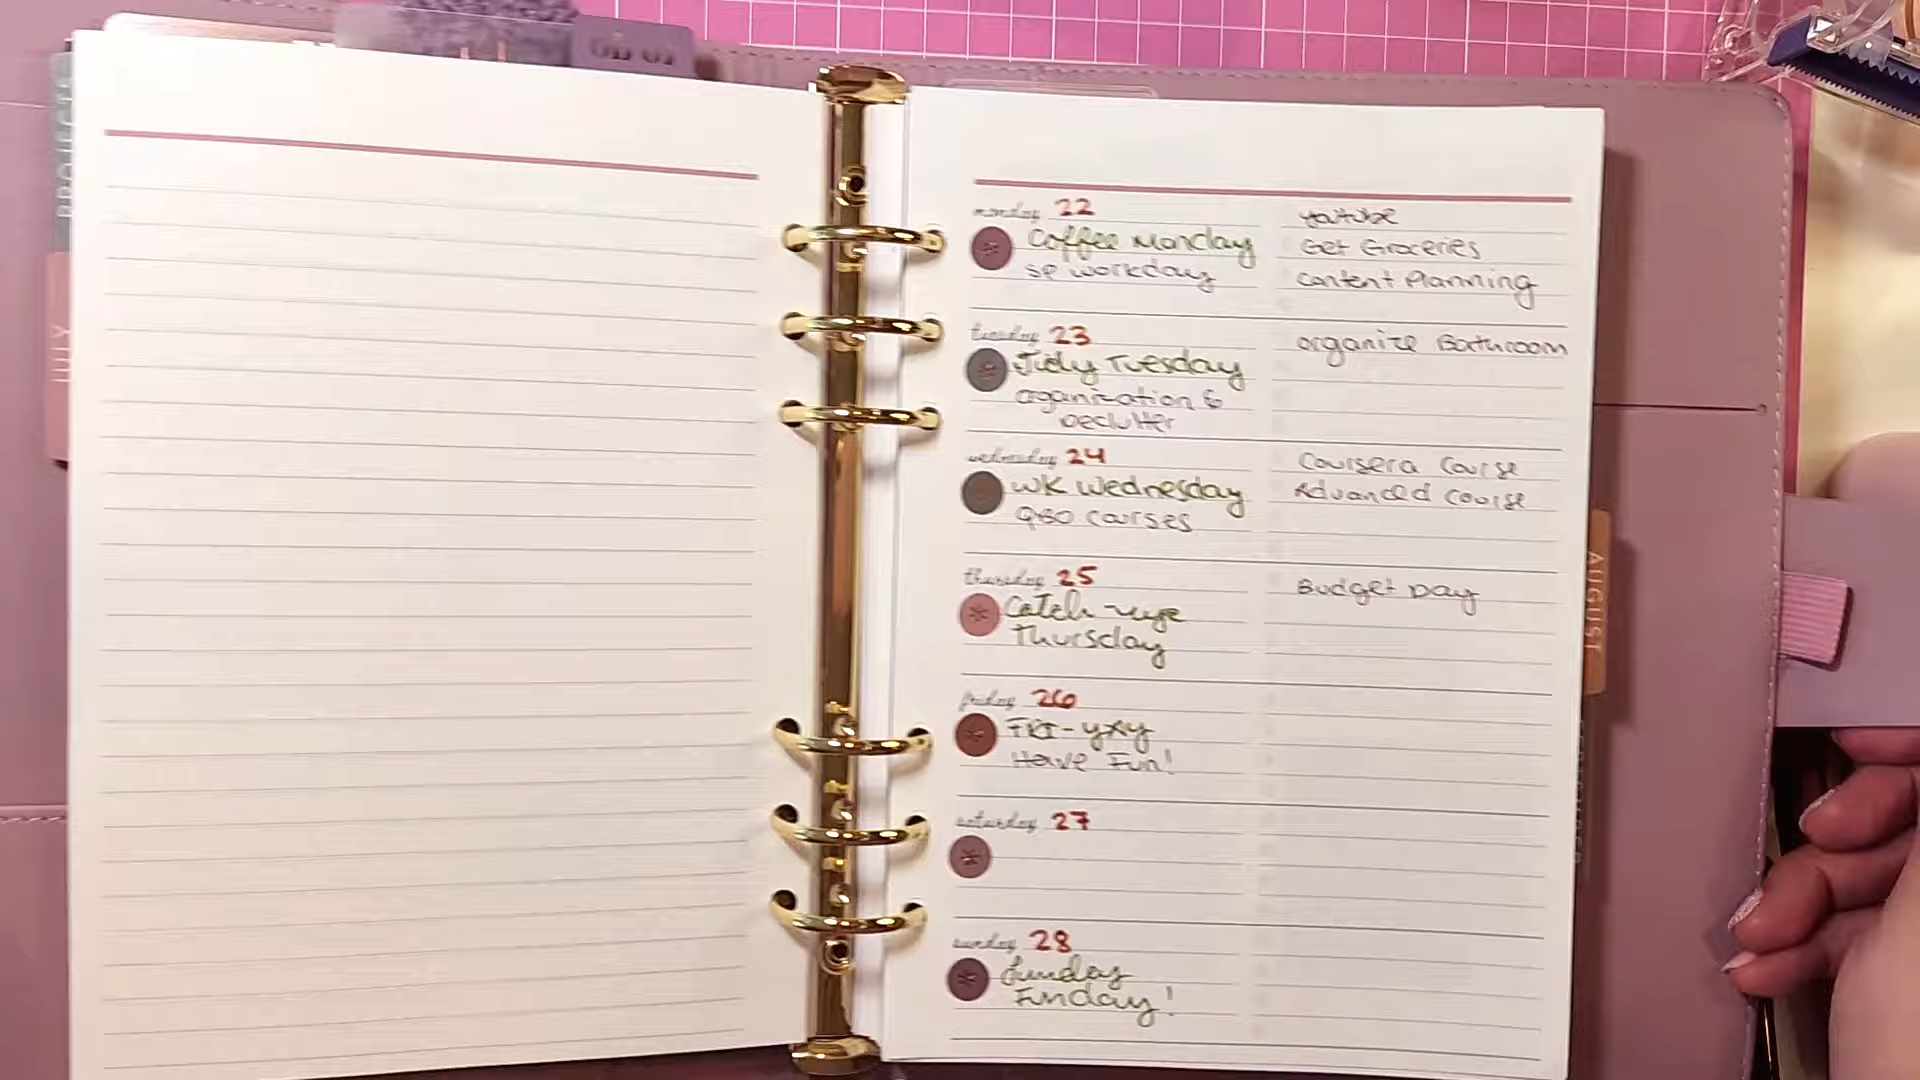 PROJECTS
JULY
monday 22
Coffee Monday
SP workday
youtube
Get Groceries
Content Planning
tuesday 23
Tidy Tuesday
organization &
declutter
organize Bathroom
wednesday 24
WK Wednesday
QBO courses
Coursera Course
Advanced Course
thursday 25
Catch-up
Thursday
Budget Day
friday 26
FRI-YAY
Have Fun!
saturday 27
sunday 28
Sunday
Funday!
AUGUST